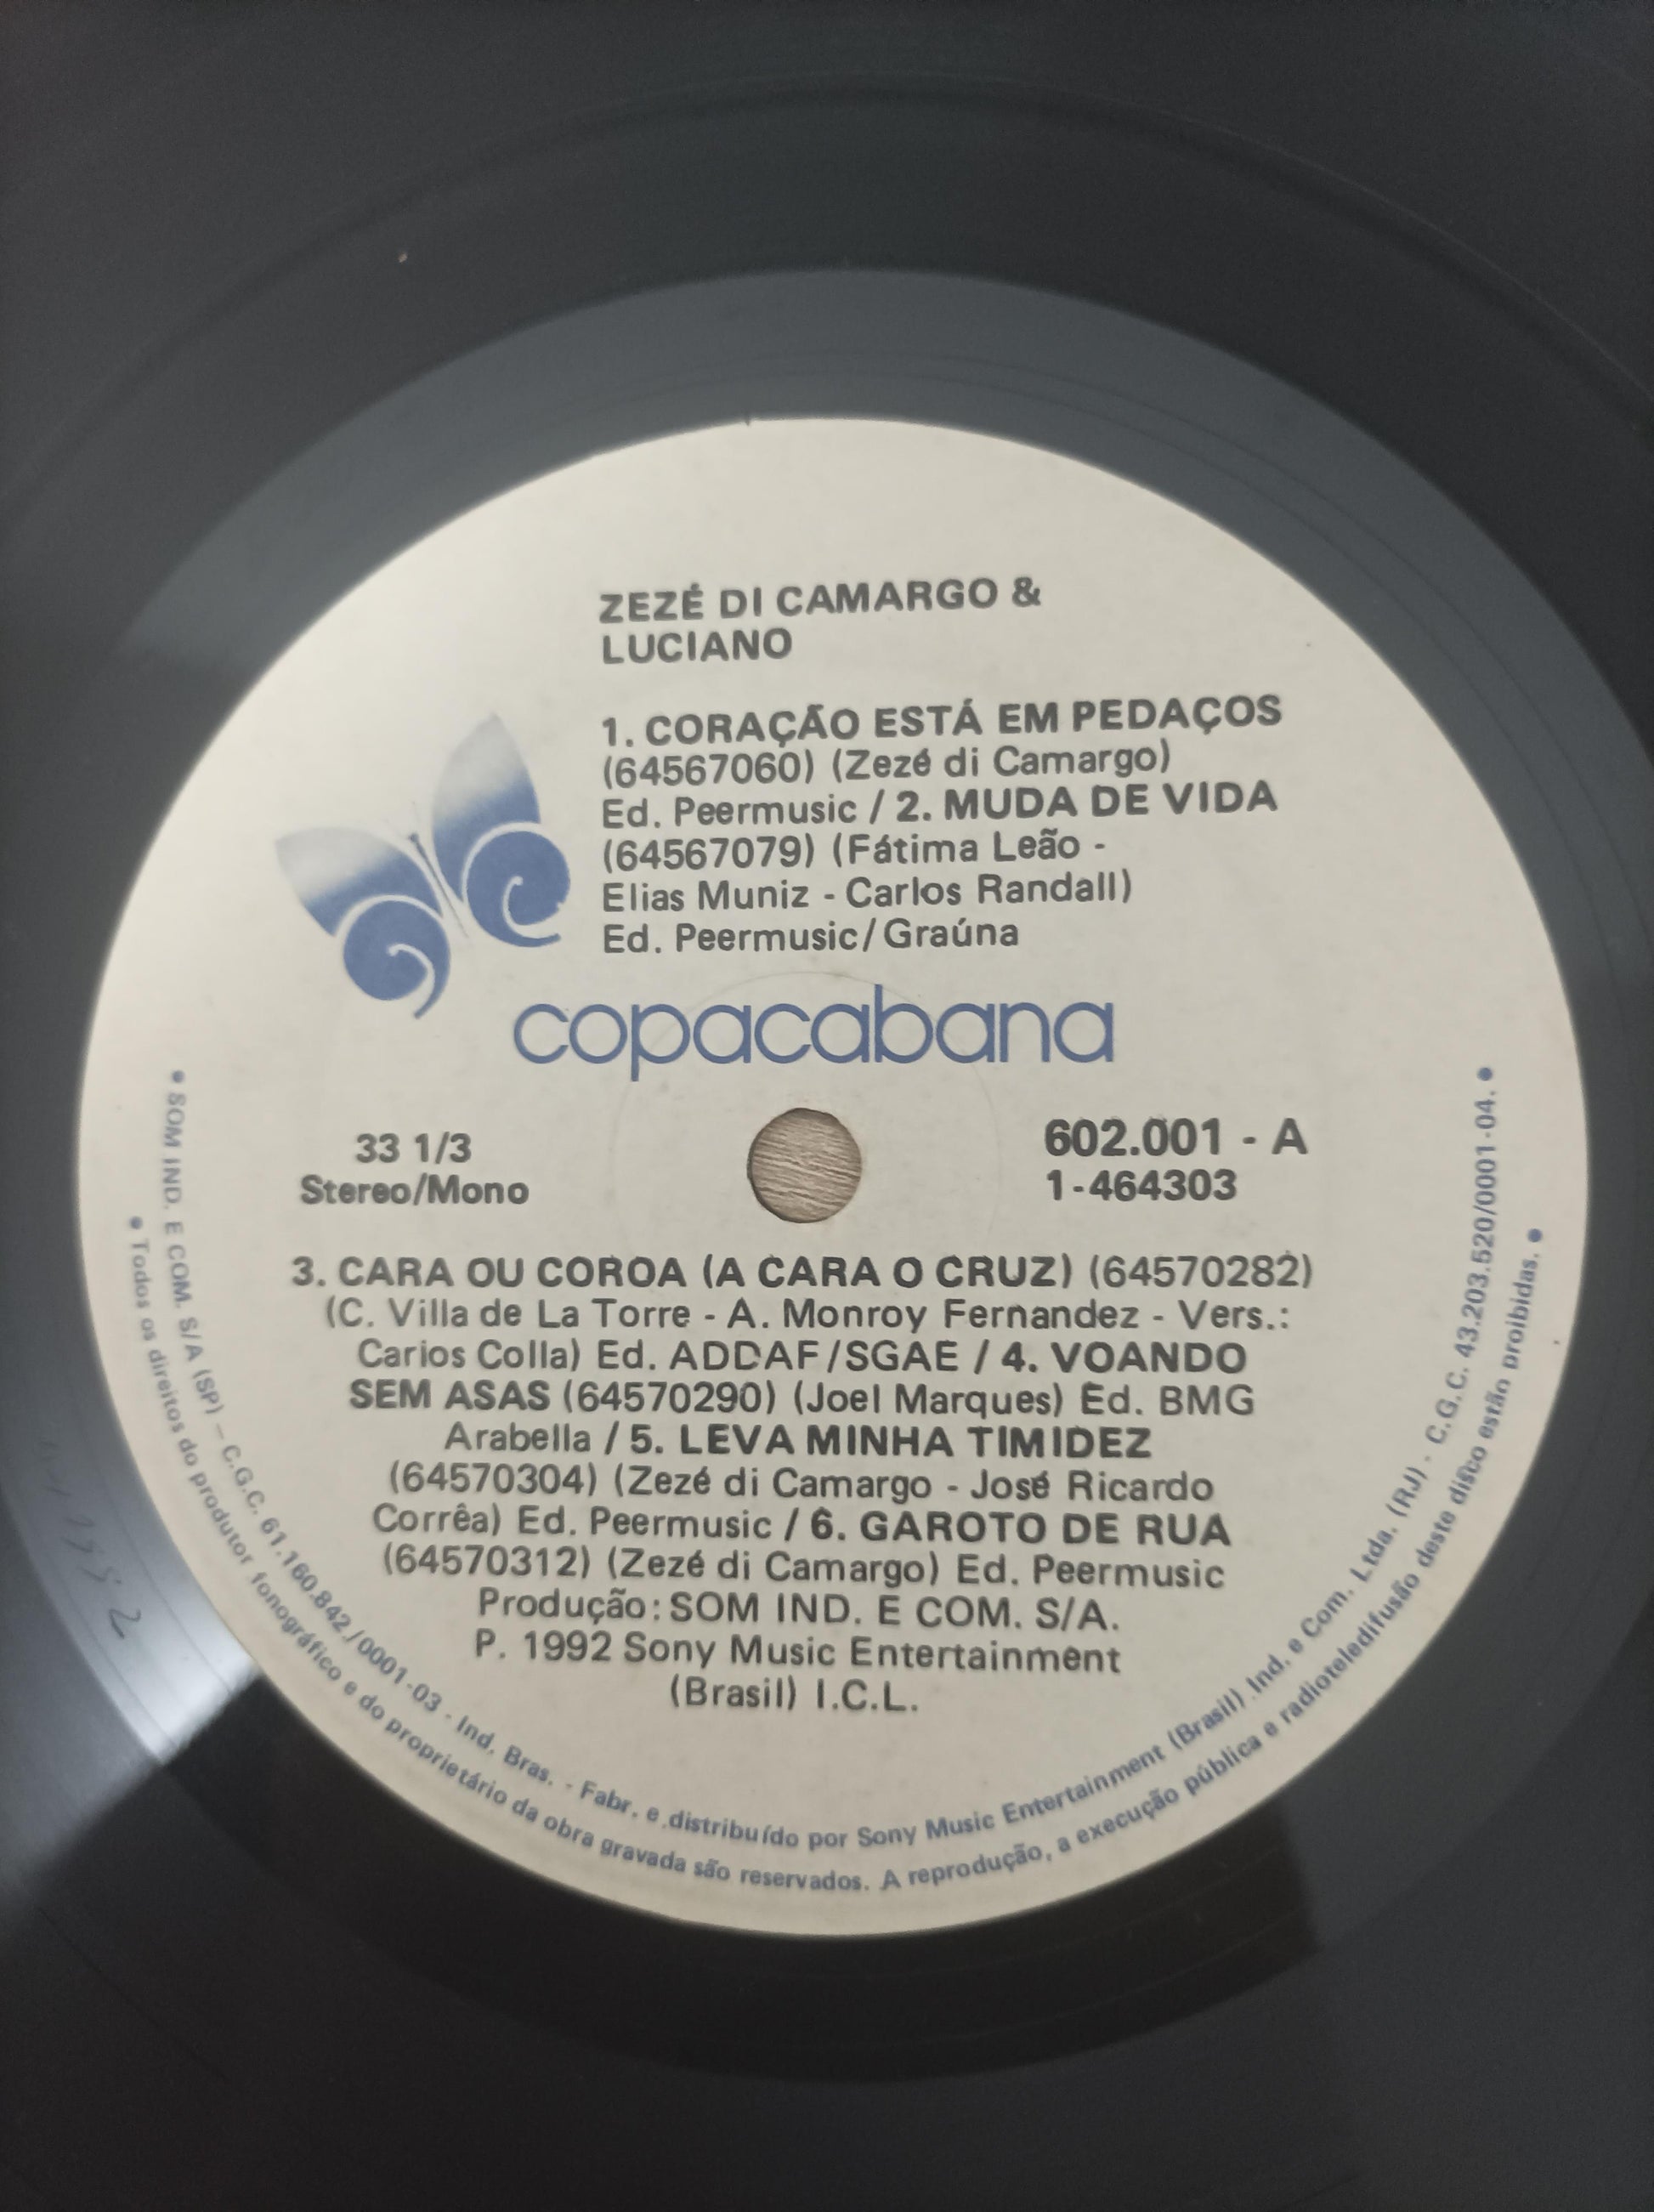 ZEZÉ DI CAMARGO &
LUCIANO
1. CORAÇÃO ESTÁ EM PEDAÇOS
(64567060) (Zezé di Camargo)
Ed. Peermusic / 2. MUDA DE VIDA
(64567079) (Fátima Leão -
Elias Muniz - Carlos Randall)
Ed. Peermusic/Graúna
copacabana
33 1/3
Stereo/Mono
602.001 - A
1-464303
3. CARA OU COROA (A CARA O CRUZ) (64570282)
(C. Villa de La Torre - A. Monroy Fernandez - Vers.:
Carlos Colla) Ed. ADDAF/SGAE / 4. VOANDO
SEM ASAS (64570290) (Joel Marques) Ed. BMG
Arabella / 5. LEVA MINHA TIMIDEZ
(64570304) (Zezé di Camargo - José Ricardo
Corrêa) Ed. Peermusic / 6. GAROTO DE RUA
(64570312) (Zezé di Camargo) Ed. Peermusic
Produção: SOM IND. E COM. S/A.
P. 1992 Sony Music Entertainment
(Brasil) I.C.L.
• SOM IND. E COM. S/A (SP) – C.G.C. 61.160.842/0001-03 - Ind. Bras. - Fabr. e distribuído por Sony Music Entertainment (Brasil) Ind. e Com. Ltda. (RJ) - C.G.C. 43.203.520/0001-04. •
• Todos os direitos do produtor fonográfico e do proprietário da obra gravada são reservados. A reprodução, a execução pública e radioteledifusão deste disco estão proibidas. •